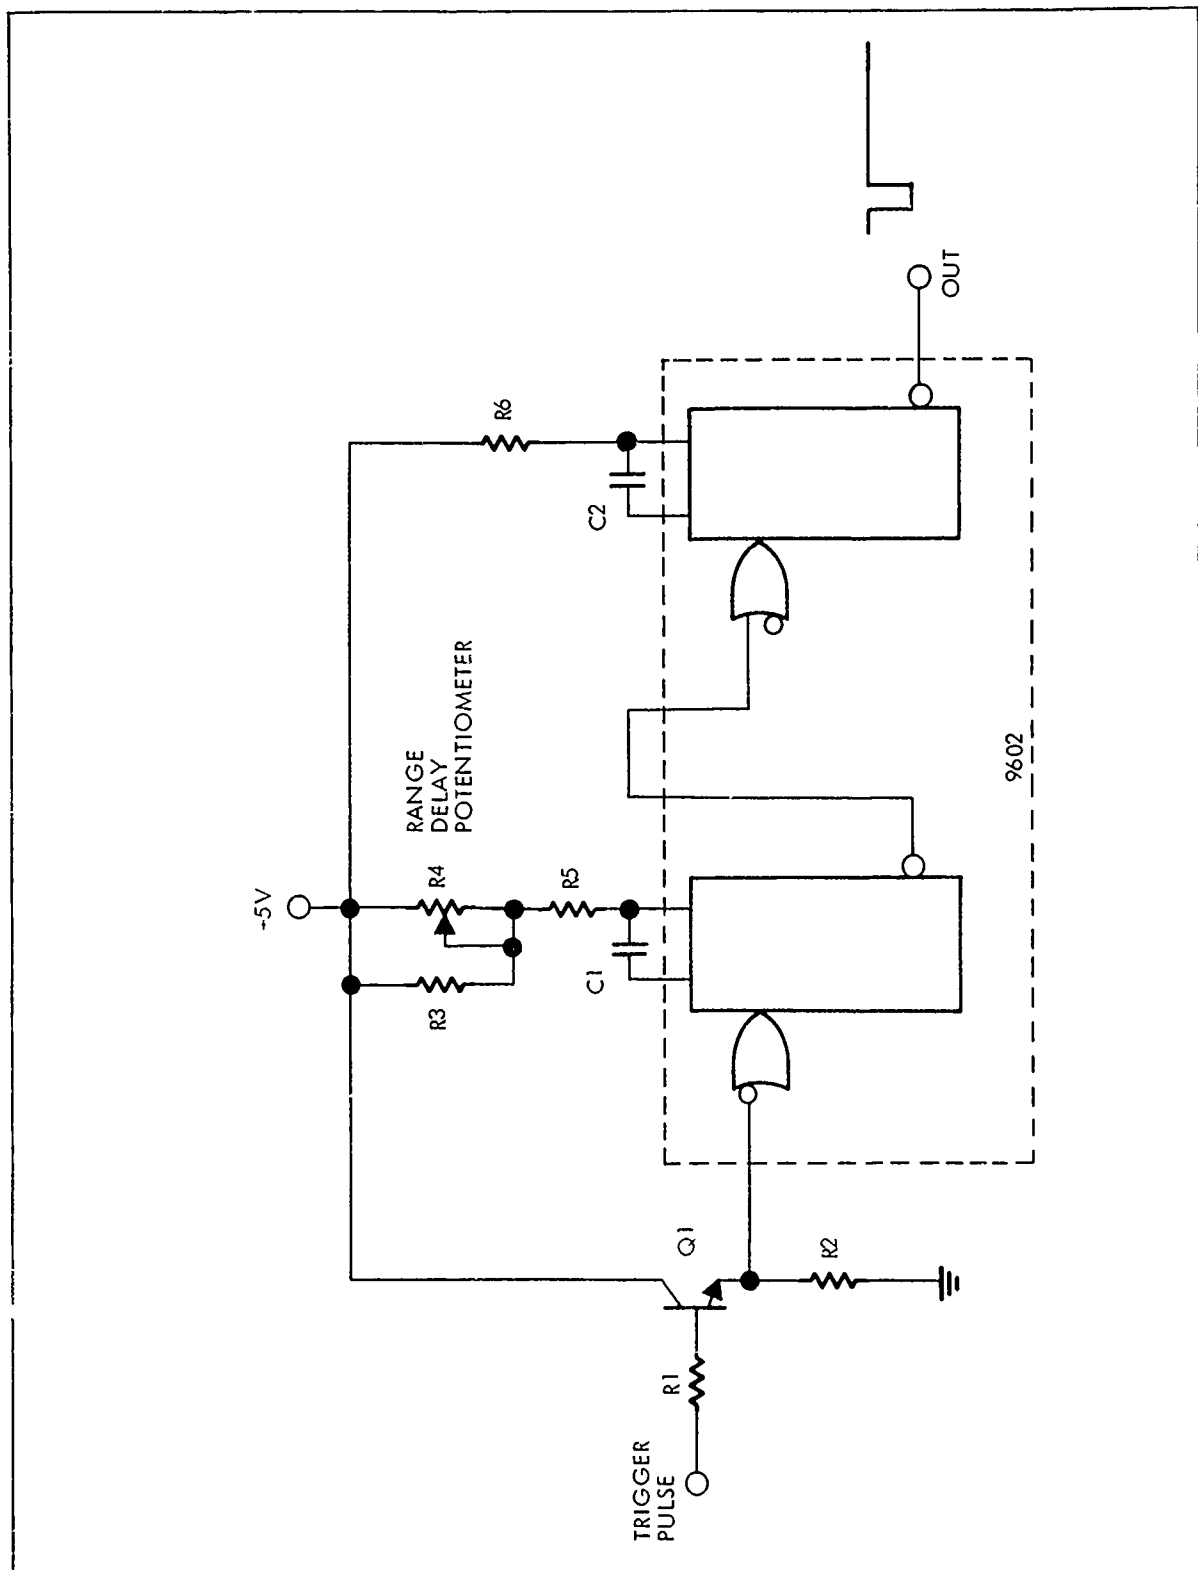 +5V
RANGE
DELAY
POTENTIOMETER
R3
R4
R5
R6
C1
C2
TRIGGER
PULSE
R1
Q1
R2
9602
OUT